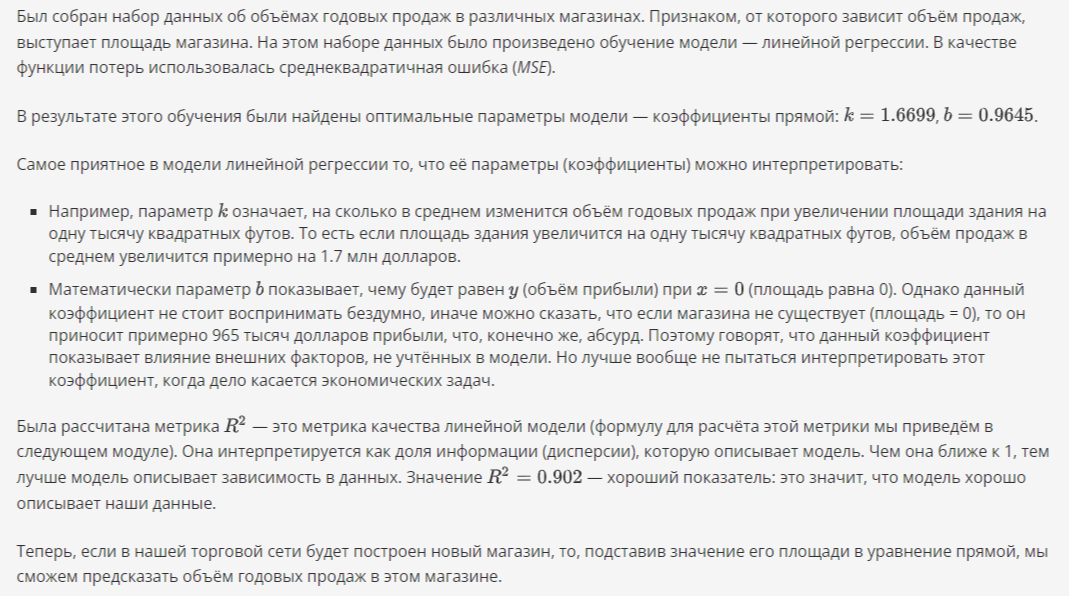 Был собран набор данных об объёмах годовых продаж в различных магазинах. Признаком, от которого зависит объём продаж,
выступает площадь магазина. На этом наборе данных было произведено обучение модели — линейной регрессии. В качестве
функции потерь использовалась среднеквадратичная ошибка (MSE).
В результате этого обучения были найдены оптимальные параметры модели — коэффициенты прямой: k = 1.6699, b = 0.9645.
Самое приятное в модели линейной регрессии то, что её параметры (коэффициенты) можно интерпретировать:
▪ Например, параметр k означает, на сколько в среднем изменится объём годовых продаж при увеличении площади здания на
одну тысячу квадратных футов. То есть если площадь здания увеличится на одну тысячу квадратных футов, объём продаж в
среднем увеличится примерно на 1.7 млн долларов.
▪ Математически параметр b показывает, чему будет равен y (объём прибыли) при x = 0 (площадь равна 0). Однако данный
коэффициент не стоит воспринимать бездумно, иначе можно сказать, что если магазина не существует (площадь = 0), то он
приносит примерно 965 тысяч долларов прибыли, что, конечно же, абсурд. Поэтому говорят, что данный коэффициент
показывает влияние внешних факторов, не учтённых в модели. Но лучше вообще не пытаться интерпретировать этот
коэффициент, когда дело касается экономических задач.
Была рассчитана метрика R² — это метрика качества линейной модели (формулу для расчёта этой метрики мы приведём в
следующем модуле). Она интерпретируется как доля информации (дисперсии), которую описывает модель. Чем она ближе к 1, тем
лучше модель описывает зависимость в данных. Значение R² = 0.902 — хороший показатель: это значит, что модель хорошо
описывает наши данные.
Теперь, если в нашей торговой сети будет построен новый магазин, то, подставив значение его площади в уравнение прямой, мы
сможем предсказать объём годовых продаж в этом магазине.